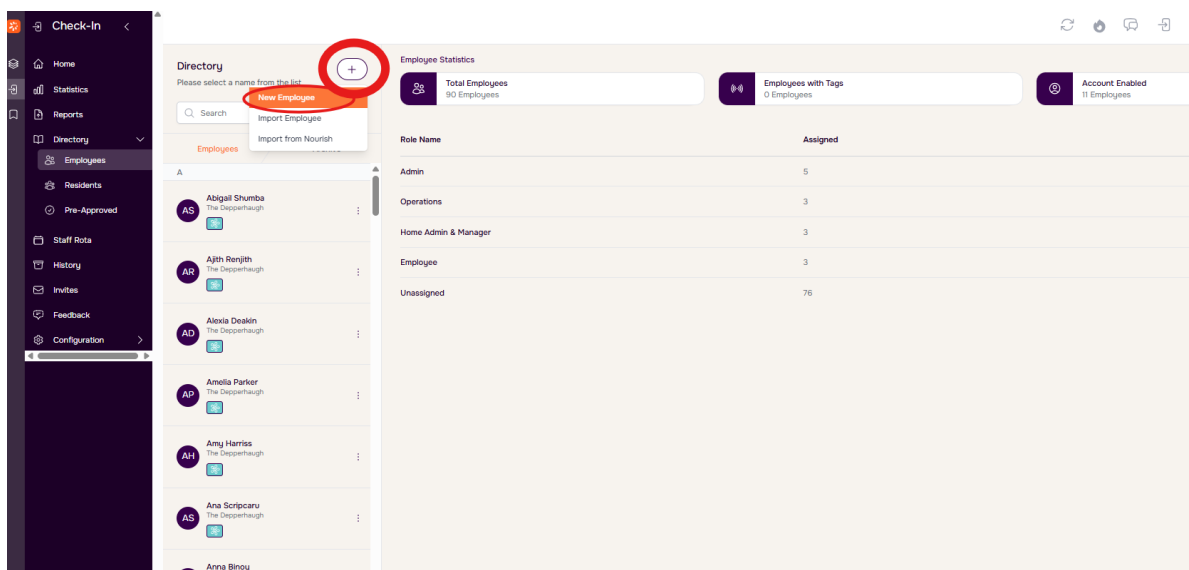 Check-In
Home
Statistics
Reports
Directory
Employees
Residents
Pre-Approved
Staff Rota
History
Invites
Feedback
Configuration
Directory
Please select a name from the list
Search
New Employee
Import Employee
Import from Nourish
Employees
A
AS
Abigail Shumba
The Depperhaugh
AR
Ajith Renjith
The Depperhaugh
AD
Alexia Deakin
The Depperhaugh
AP
Amelia Parker
The Depperhaugh
AH
Amy Harriss
The Depperhaugh
AS
Ana Scripcaru
The Depperhaugh
Anna Binoy
Employee Statistics
Total Employees
90 Employees
Employees with Tags
0 Employees
Account Enabled
11 Employees
Role Name Assigned
Admin 5
Operations 3
Home Admin & Manager 3
Employee 3
Unassigned 76